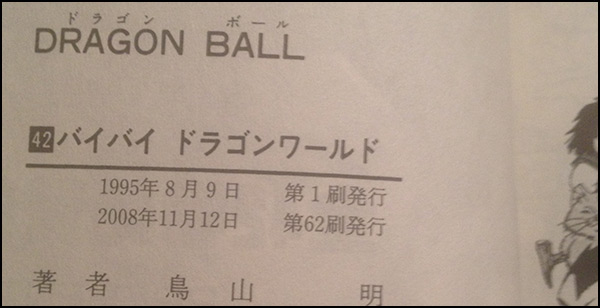 ドラゴン ボール
DRAGON BALL
42 バイバイ ドラゴンワールド
1995年8月9日 第1刷発行
2008年11月12日 第62刷発行
著者 鳥山 明